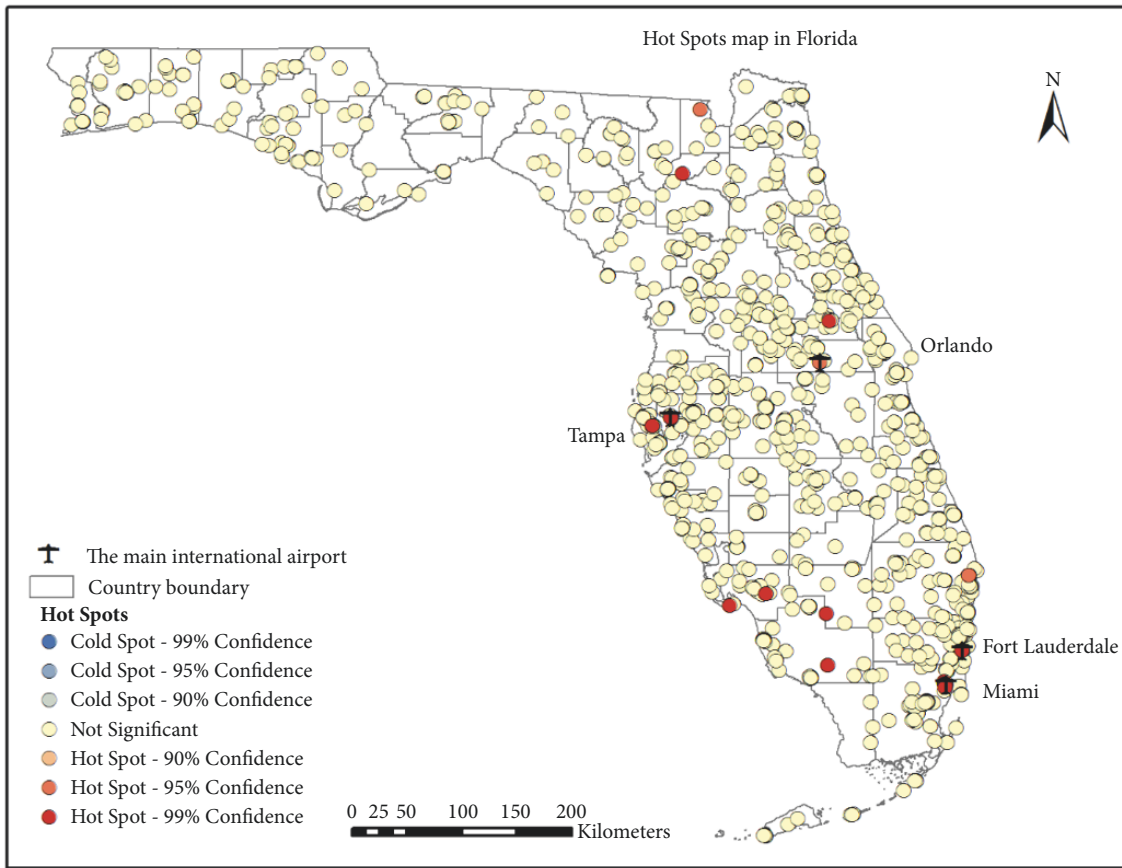 Hot Spots map in Florida
N
Orlando
Tampa
Fort Lauderdale
Miami
The main international airport
Country boundary
Hot Spots
Cold Spot - 99% Confidence
Cold Spot - 95% Confidence
Cold Spot - 90% Confidence
Not Significant
Hot Spot - 90% Confidence
Hot Spot - 95% Confidence
Hot Spot - 99% Confidence
0 25 50 100 150 200
Kilometers